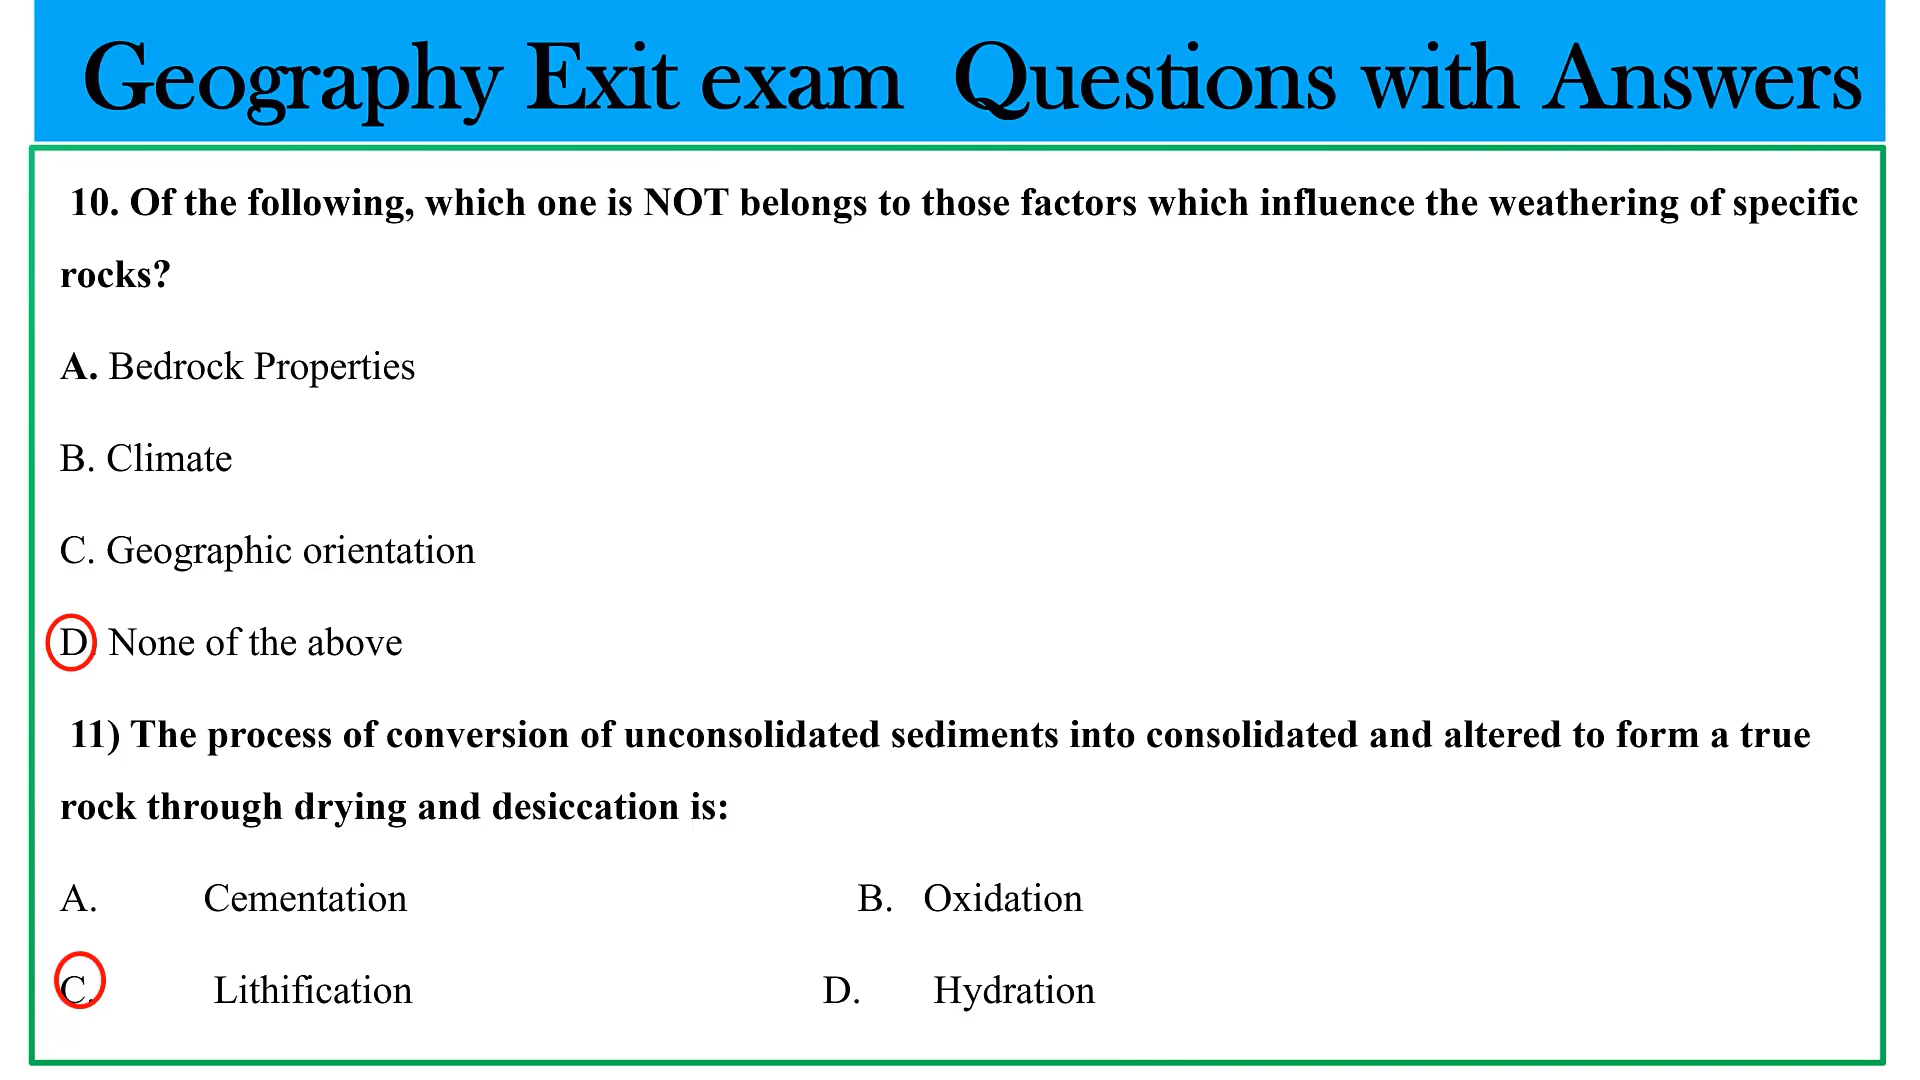 Geography Exit exam Questions with Answers
10. Of the following, which one is NOT belongs to those factors which influence the weathering of specific
rocks?
A. Bedrock Properties
B. Climate
C. Geographic orientation
D. None of the above
11) The process of conversion of unconsolidated sediments into consolidated and altered to form a true
rock through drying and desiccation is:
A. Cementation B. Oxidation
C. Lithification D. Hydration